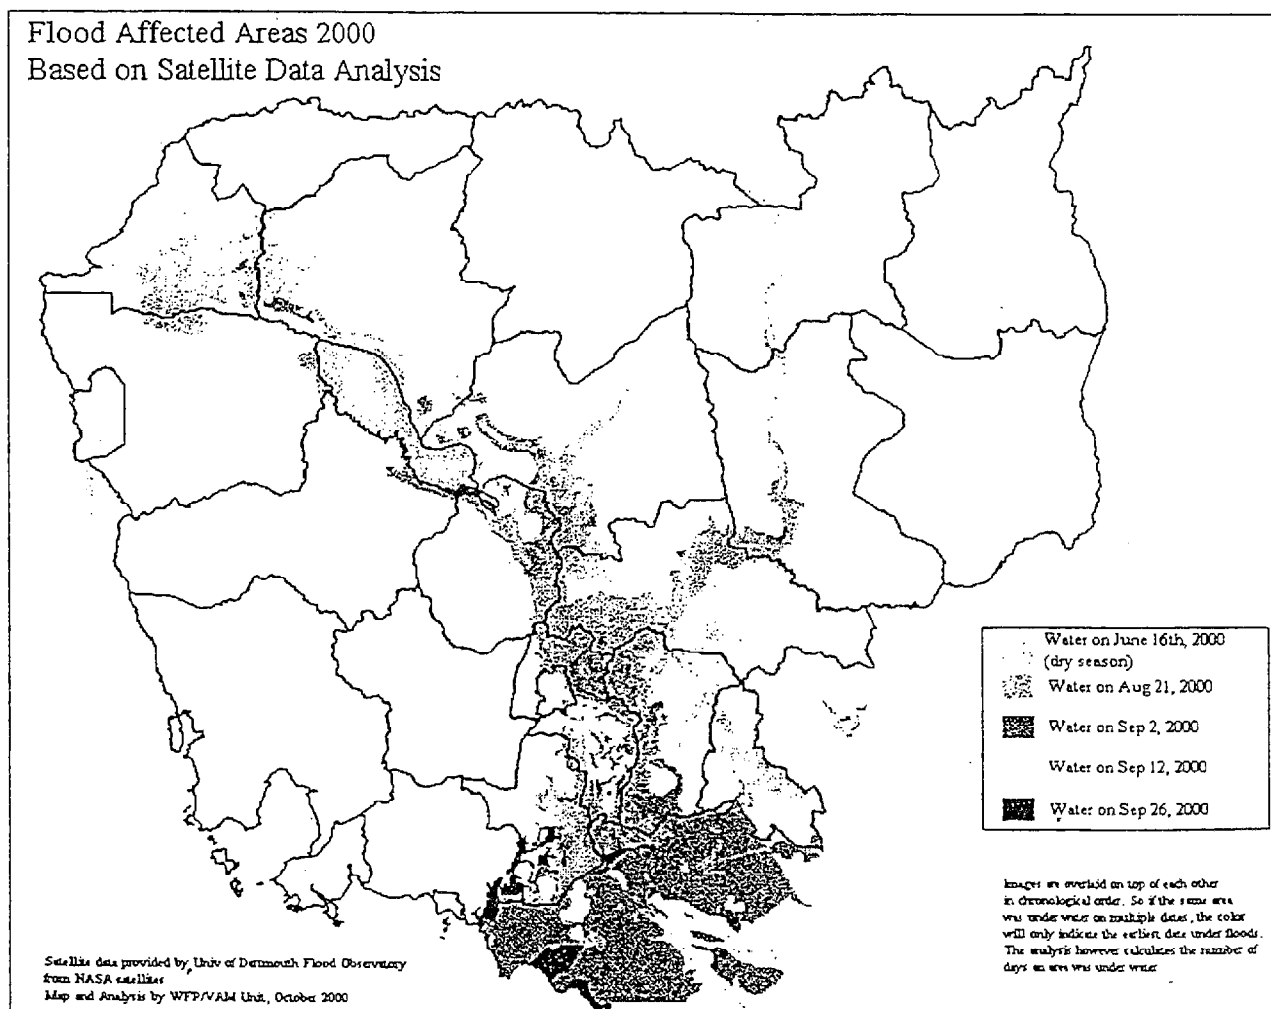 Flood Affected Areas 2000
Based on Satellite Data Analysis
Water on June 16th, 2000
(dry season)
Water on Aug 21, 2000
Water on Sep 2, 2000
Water on Sep 12, 2000
Water on Sep 26, 2000
Images are overlaid on top of each other
in chronological order. So if the same area
was under water on multiple dates, the color
will only indicate the earliest date under floods.
The analysis however calculates the number of
days an area was under water
Satellite data provided by Univ of Dartmouth Flood Observatory
from NASA satellites
Map and Analysis by WFP/VAM Unit, October 2000